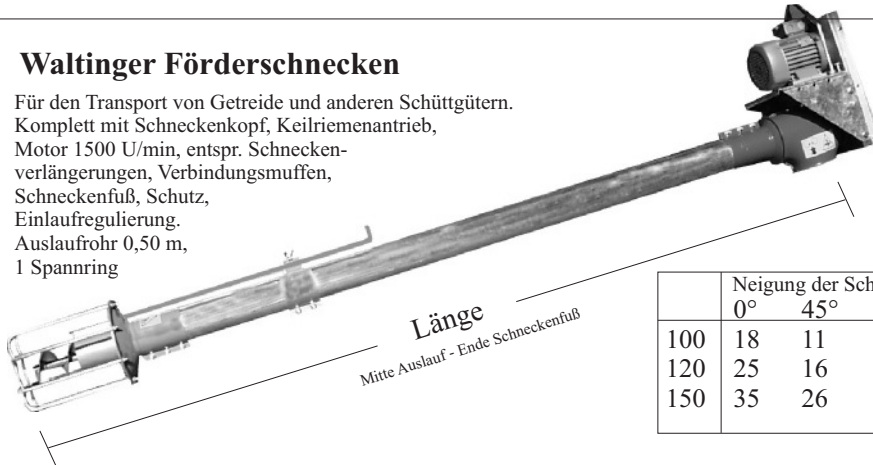 Waltinger Förderschnecken
Für den Transport von Getreide und anderen Schüttgütern.
Komplett mit Schneckenkopf, Keilriemenantrieb,
Motor 1500 U/min, entspr. Schnecken-
verlängerungen, Verbindungsmuffen,
Schneckenfuß, Schutz,
Einlaufregulierung.
Auslaufrohr 0,50 m,
1 Spannring
Länge
Mitte Auslauf - Ende Schneckenfuß
Neigung der Sch
0° 45°
100 18 11
120 25 16
150 35 26